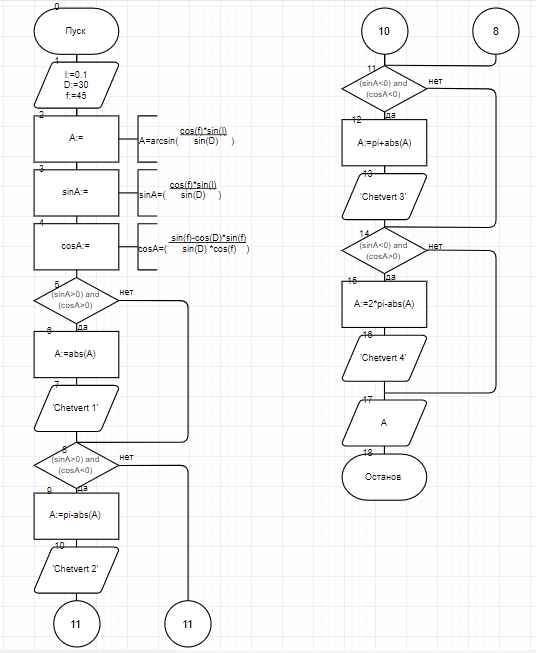 0
Пуск
1
l:=0.1
D:=30
f:=45
2
A:=
A=arcsin( cos(f)*sin(l) / sin(D) )
3
sinA:=
sinA=( cos(f)*sin(l) / sin(D) )
4
cosA:=
cosA=( sin(f)-cos(D)*sin(f) / sin(D) *cos(f) )
5
(sinA>0) and
(cosA>0)
нет
да
6
A:=abs(A)
7
'Chetvert 1'
8
(sinA>0) and
(cosA<0)
нет
да
9
A:=pi-abs(A)
10
'Chetvert 2'
11
11
10
8
11
(sinA<0) and
(cosA<0)
нет
да
12
A:=pi+abs(A)
13
'Chetvert 3'
14
(sinA<0) and
(cosA>0)
нет
да
15
A:=2*pi-abs(A)
16
'Chetvert 4'
17
A
18
Останов